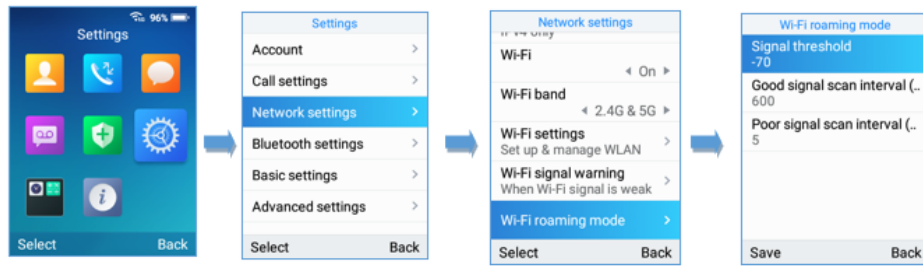 96%
Settings
Select Back
Settings
Account
Call settings
Network settings
Bluetooth settings
Basic settings
Advanced settings
Select Back
Network settings
Wi-Fi
On
Wi-Fi band
2.4G & 5G
Wi-Fi settings
Set up & manage WLAN
Wi-Fi signal warning
When Wi-Fi signal is weak
Wi-Fi roaming mode
Select Back
Wi-Fi roaming mode
Signal threshold
-70
Good signal scan interval (..
600
Poor signal scan interval (..
5
Save Back